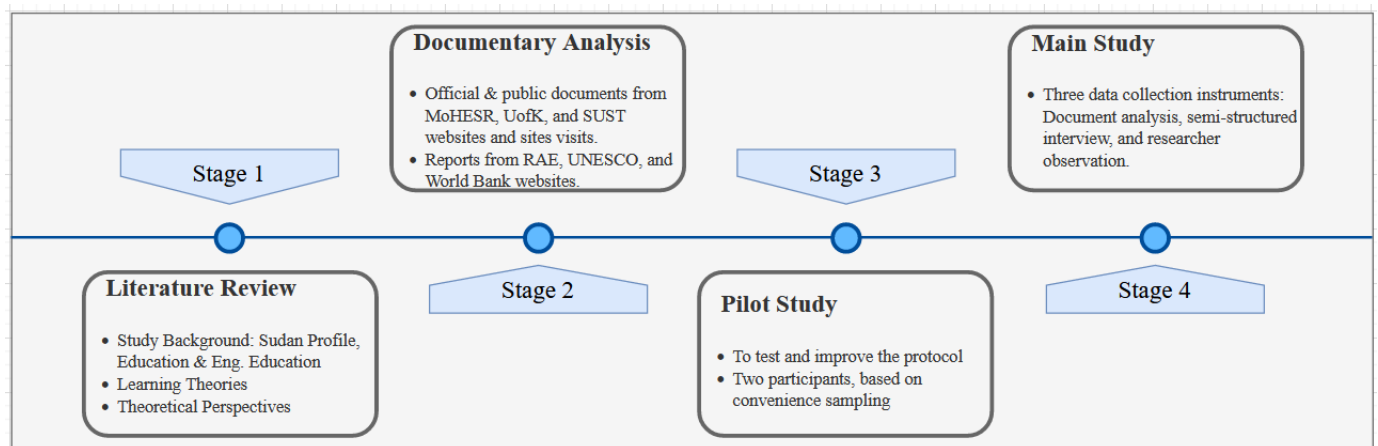 Stage 1
Literature Review
• Study Background: Sudan Profile,
Education & Eng. Education
• Learning Theories
• Theoretical Perspectives
Documentary Analysis
• Official & public documents from
MoHESR, UofK, and SUST
websites and sites visits.
• Reports from RAE, UNESCO, and
World Bank websites.
Stage 2
Stage 3
Pilot Study
• To test and improve the protocol
• Two participants, based on
convenience sampling
Main Study
• Three data collection instruments:
Document analysis, semi-structured
interview, and researcher
observation.
Stage 4